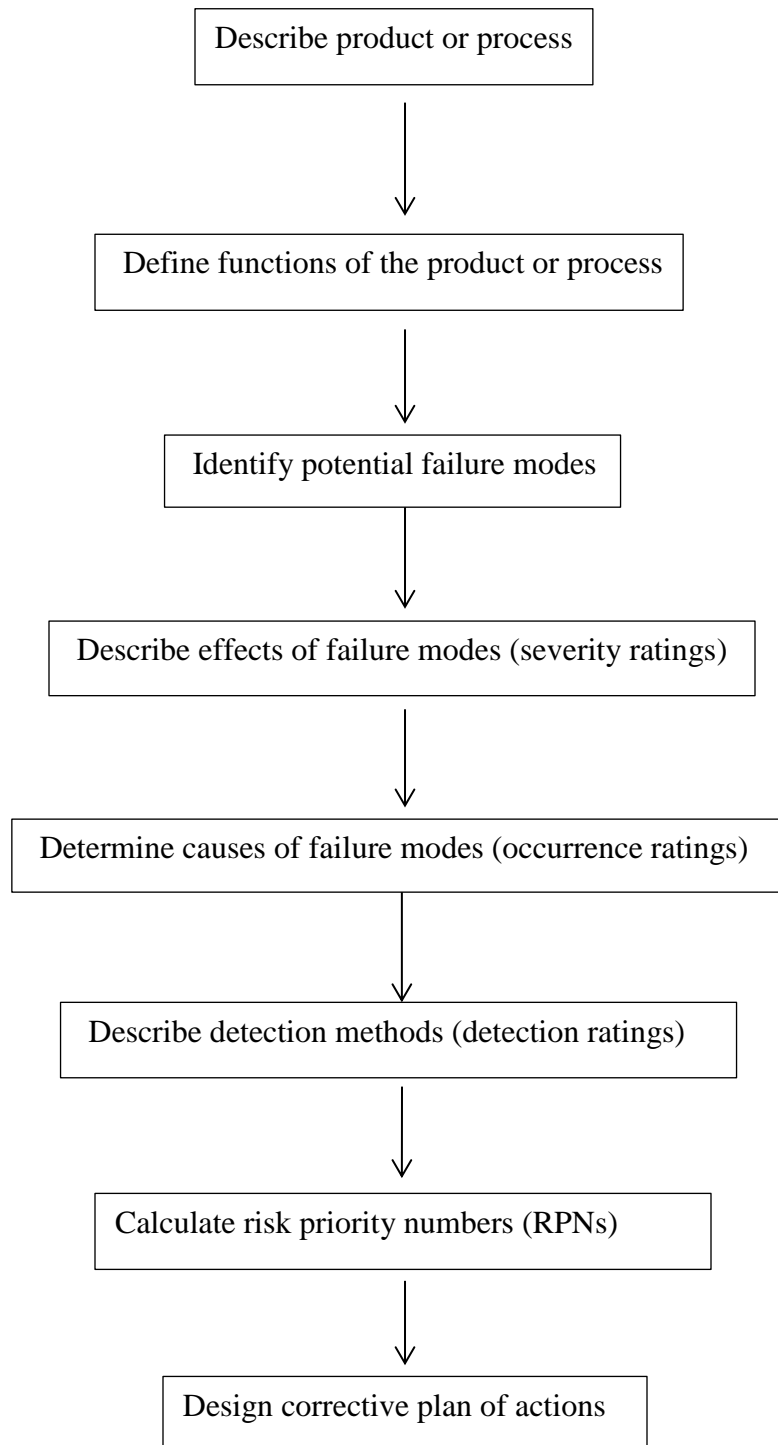 Describe product or process
Define functions of the product or process
Identify potential failure modes
Describe effects of failure modes (severity ratings)
Determine causes of failure modes (occurrence ratings)
Describe detection methods (detection ratings)
Calculate risk priority numbers (RPNs)
Design corrective plan of actions